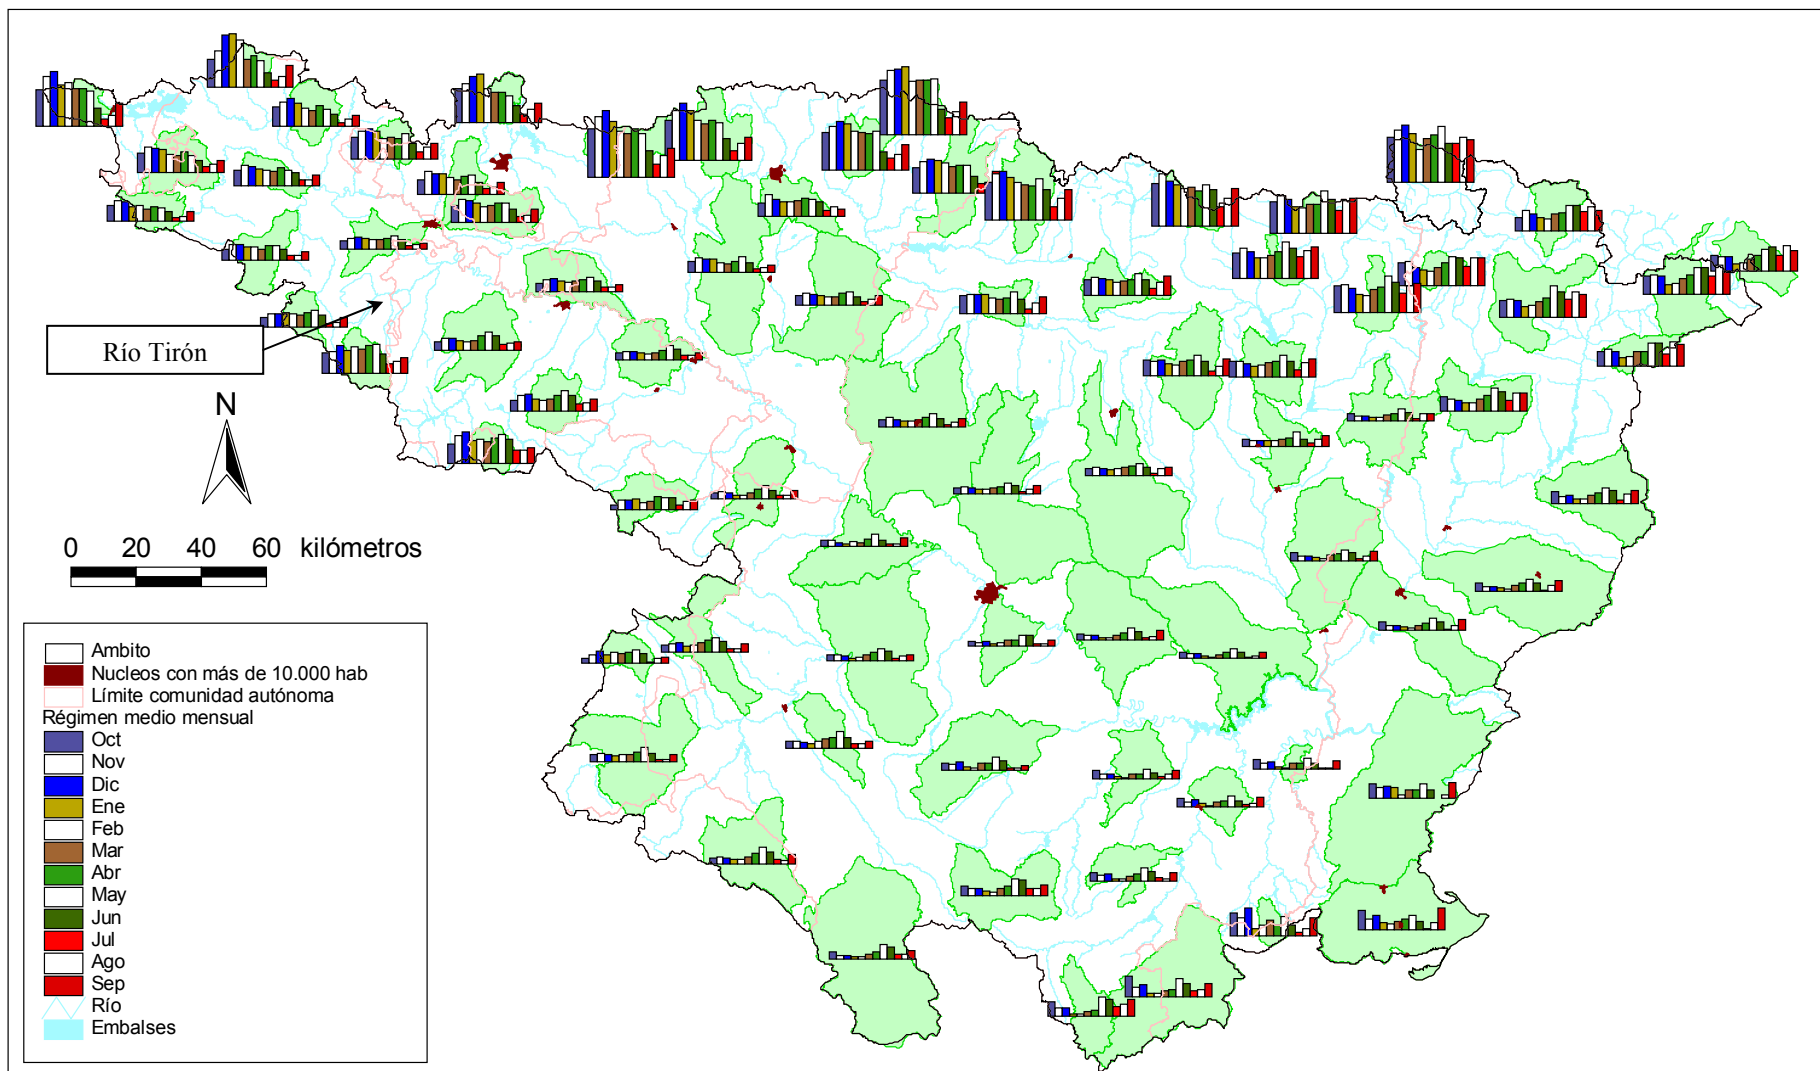 Río Tirón
N
0 20 40 60 kilómetros
Ambito
Nucleos con más de 10.000 hab
Límite comunidad autónoma
Régimen medio mensual
Oct
Nov
Dic
Ene
Feb
Mar
Abr
May
Jun
Jul
Ago
Sep
Río
Embalses